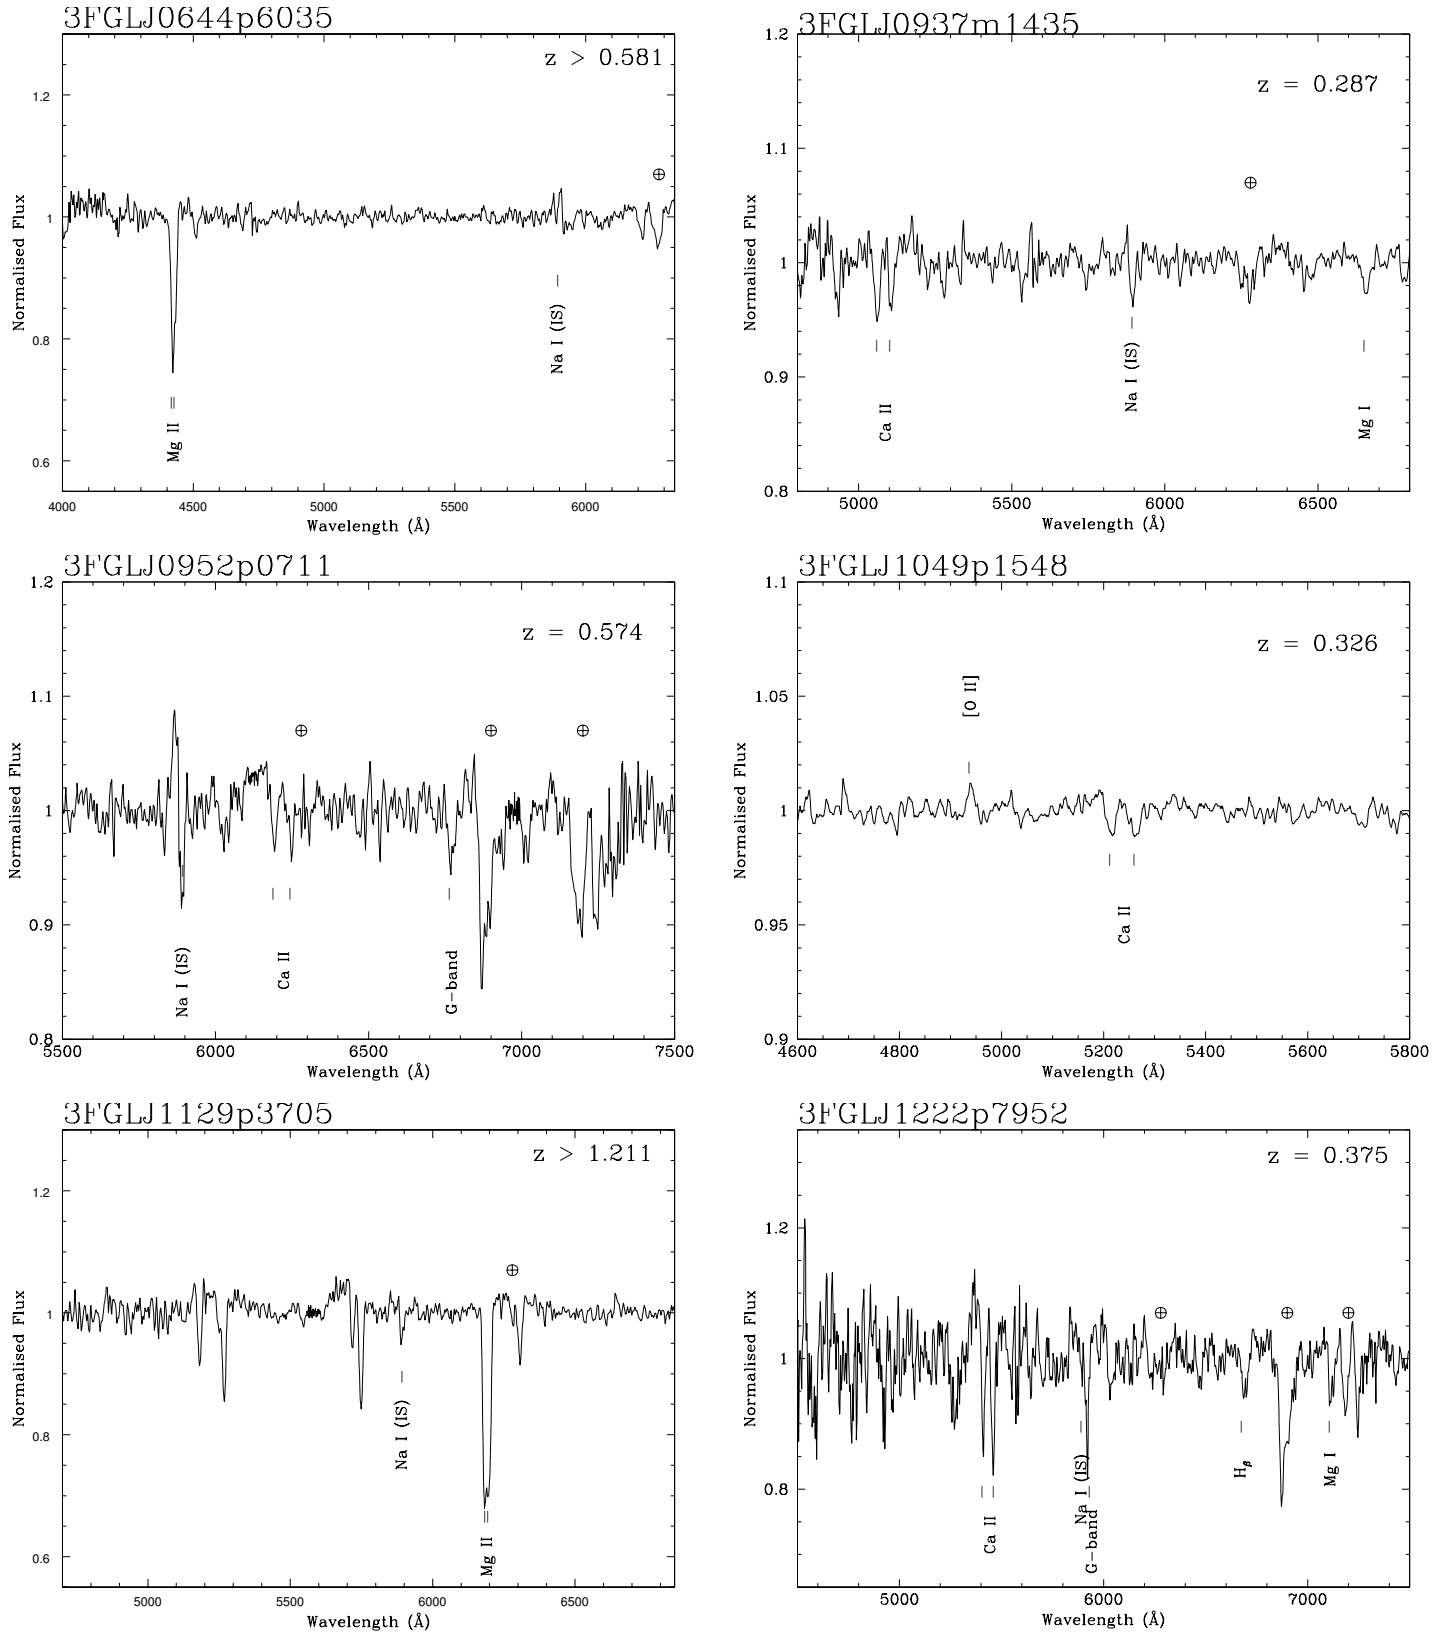 3FGLJ0644p6035
z > 0.581
1.2
1
0.8
0.6
Normalised Flux
⊕
Na I (IS)
Mg II
4000 4500 5000 5500 6000
Wavelength (Å)
3FGLJ0937m1435
z = 0.287
1.2
1.1
1
0.9
0.8
Normalised Flux
⊕
Ca II
Na I (IS)
Mg I
5000 5500 6000 6500
Wavelength (Å)
3FGLJ0952p0711
z = 0.574
1.2
1.1
1
0.9
0.8
Normalised Flux
⊕ ⊕ ⊕
Na I (IS)
Ca II
G-band
5500 6000 6500 7000 7500
Wavelength (Å)
3FGLJ1049p1548
z = 0.326
1.1
1.05
1
0.95
0.9
Normalised Flux
[O II]
Ca II
4600 4800 5000 5200 5400 5600 5800
Wavelength (Å)
3FGLJ1129p3705
z > 1.211
1.2
1
0.8
0.6
Normalised Flux
⊕
Na I (IS)
Mg II
5000 5500 6000 6500
Wavelength (Å)
3FGLJ1222p7952
z = 0.375
1.2
1
0.8
Normalised Flux
⊕ ⊕ ⊕
Ca II
Na I (IS)
G-band
Hβ
Mg I
5000 6000 7000
Wavelength (Å)